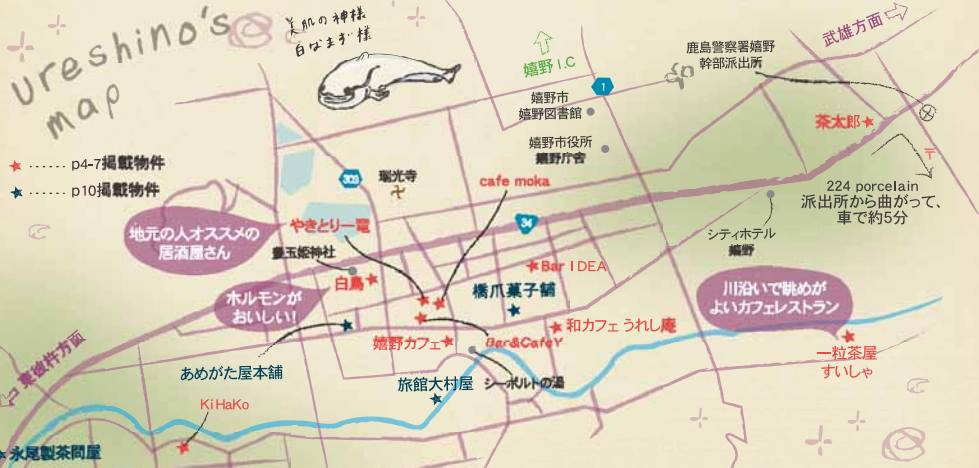 ureshino's
map
美肌の神様
白なまず様
★ ...... p4-7掲載物件
★ ...... p10掲載物件
嬉野I.C
武雄方面
鹿島警察署嬉野
幹部派出所
1
嬉野市
嬉野図書館
嬉野市役所
嬉野庁舎
茶太郎
〒
224 porcelain
派出所から曲がって、
車で約5分
303
瑞光寺
cafe moka
34
地元の人オススメの
居酒屋さん
やきとり一竜
豊玉姫神社
白鳥
シティホテル
嬉野
Bar IDEA
橋爪菓子舗
ホルモンが
おいしい!
川沿いで眺めが
よいカフェレストラン
和カフェ うれし庵
嬉野カフェ
Bar&CafeY
一粒茶屋
すいしゃ
東彼杵方面
あめがた屋本舗
旅館大村屋
シーボルトの湯
KiHaKo
永尾製茶問屋